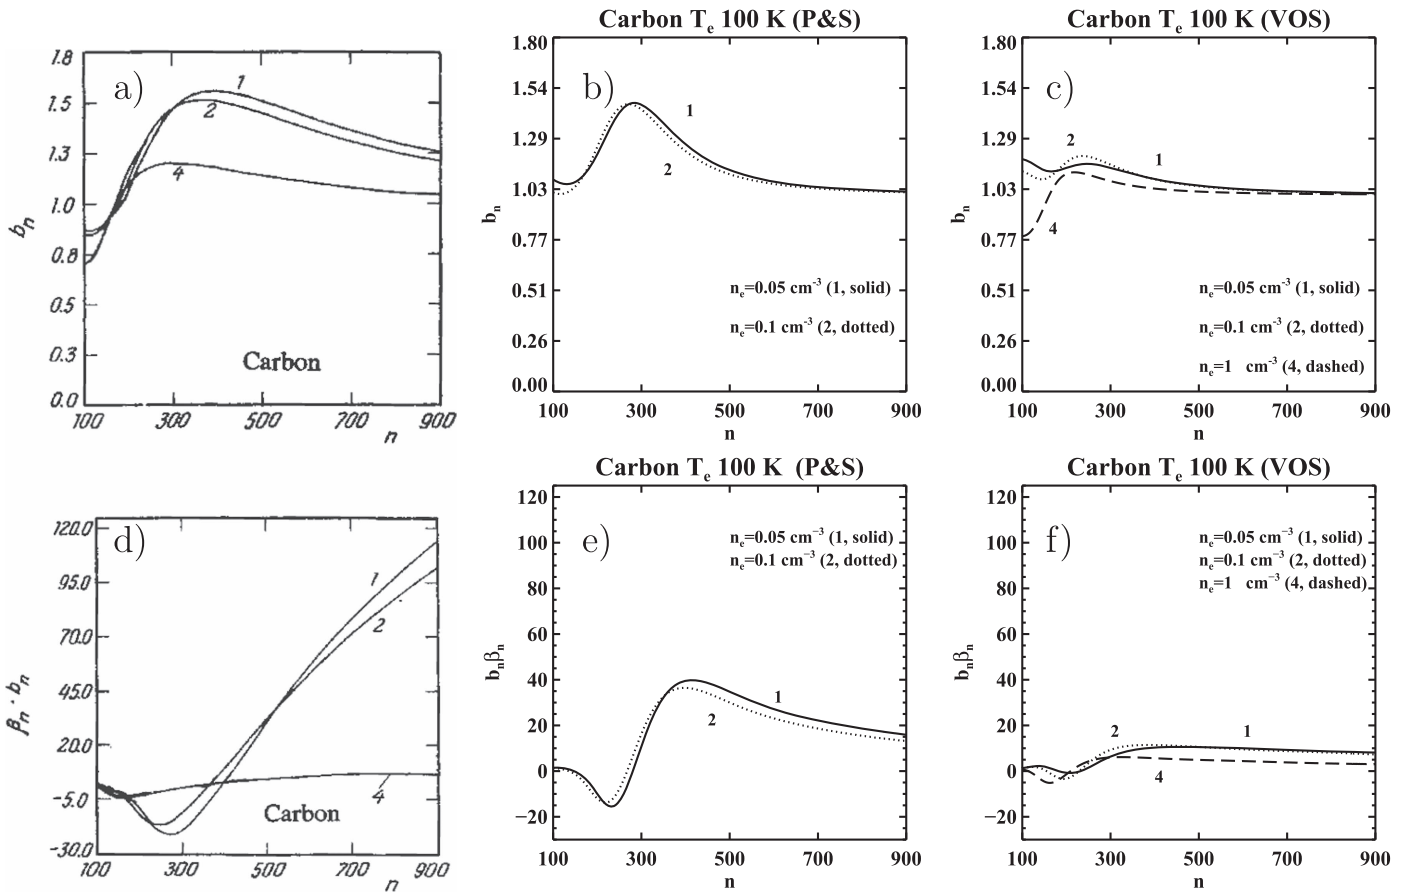 a)
1.8
1.5
1.3
1.0
0.8
0.5
0.3
0.0
b_n
1
2
4
Carbon
100
300
500
700
900
n
Carbon T_e 100 K (P&S)
b)
1.80
1.54
1.29
1.03
0.77
0.51
0.26
0.00
b_n
1
2
n_e=0.05 cm^-3 (1, solid)
n_e=0.1 cm^-3 (2, dotted)
100
300
500
700
900
n
Carbon T_e 100 K (VOS)
c)
1.80
1.54
1.29
1.03
0.77
0.51
0.26
0.00
b_n
2
1
4
n_e=0.05 cm^-3 (1, solid)
n_e=0.1 cm^-3 (2, dotted)
n_e=1 cm^-3 (4, dashed)
100
300
500
700
900
n
d)
120.0
95.0
70.0
45.0
20.0
-5.0
-30.0
β_n · b_n
1
2
4
Carbon
100
300
500
700
900
n
Carbon T_e 100 K (P&S)
e)
120
100
80
60
40
20
0
−20
b_nβ_n
n_e=0.05 cm^−3 (1, solid)
n_e=0.1 cm^−3 (2, dotted)
1
2
100
300
500
700
900
n
Carbon T_e 100 K (VOS)
f)
120
100
80
60
40
20
0
−20
b_nβ_n
n_e=0.05 cm^−3 (1, solid)
n_e=0.1 cm^−3 (2, dotted)
n_e=1 cm^−3 (4, dashed)
2
1
4
100
300
500
700
900
n